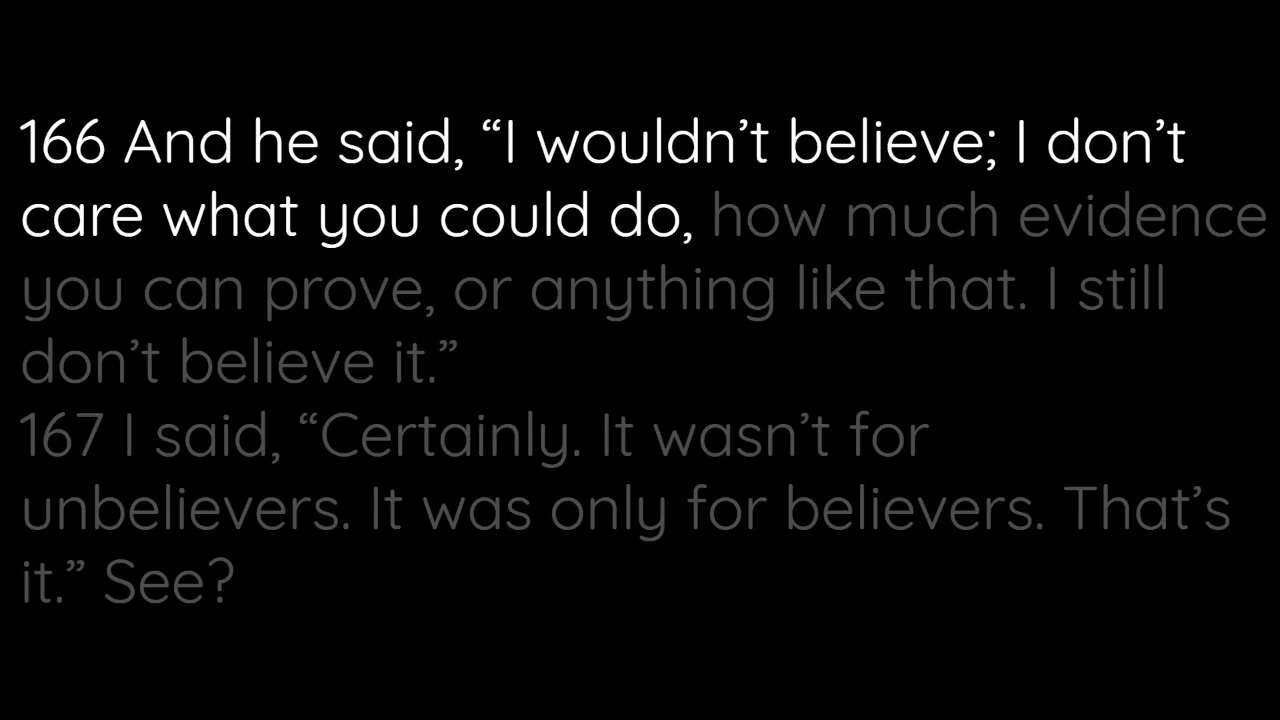 166 And he said, “I wouldn’t believe; I don’t
care what you could do, how much evidence
you can prove, or anything like that. I still
don’t believe it.”
167 I said, “Certainly. It wasn’t for
unbelievers. It was only for believers. That’s
it.” See?